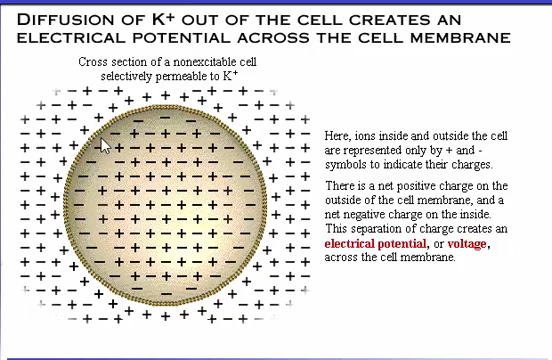 DIFFUSION OF K+ OUT OF THE CELL CREATES AN
ELECTRICAL POTENTIAL ACROSS THE CELL MEMBRANE
Cross section of a nonexcitable cell
selectively permeable to K+
Here, ions inside and outside the cell
are represented only by + and -
symbols to indicate their charges.
There is a net positive charge on the
outside of the cell membrane, and a
net negative charge on the inside.
This separation of charge creates an
electrical potential, or voltage,
across the cell membrane.